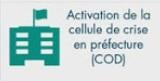 Activation de la
cellule de crise
en préfecture
(COD)